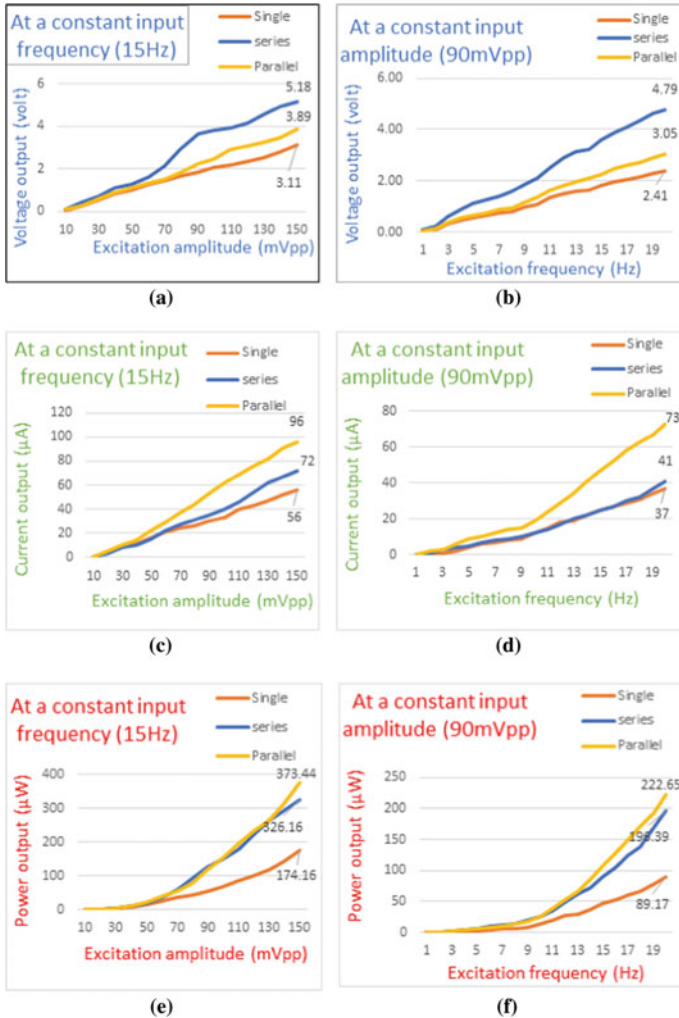 At a constant input
frequency (15Hz)
Single
series
Parallel
Voltage output (volt)
6
4
2
0
5.18
3.89
3.11
10 30 50 70 90 110 130 150
Excitation amplitude (mVpp)
(a)
At a constant input
amplitude (90mVpp)
Single
series
Parallel
Voltage output (volt)
6.00
4.00
2.00
0.00
4.79
3.05
2.41
1 3 5 7 9 11 13 15 17 19
Excitation frequency (Hz)
(b)
At a constant input
frequency (15Hz)
Single
series
Parallel
Current output (μA)
120
100
80
60
40
20
0
96
72
56
10 30 50 70 90 110 130 150
Excitation amplitude (mVpp)
(c)
At a constant input
amplitude (90mVpp)
Single
series
Parallel
Current output (μA)
80
60
40
20
0
73
41
37
1 3 5 7 9 11 13 15 17 19
Excitation frequency (Hz)
(d)
At a constant input
frequency (15Hz)
Single
series
Parallel
Power output (μW)
400
300
200
100
0
373.44
326.16
174.16
10 30 50 70 90 110 130 150
Excitation amplitude (mVpp)
(e)
At a constant input
amplitude (90mVpp)
Single
series
Parallel
Power output (μW)
250
200
150
100
50
0
222.65
196.39
89.17
1 3 5 7 9 11 13 15 17 19
Excitation frequency (Hz)
(f)